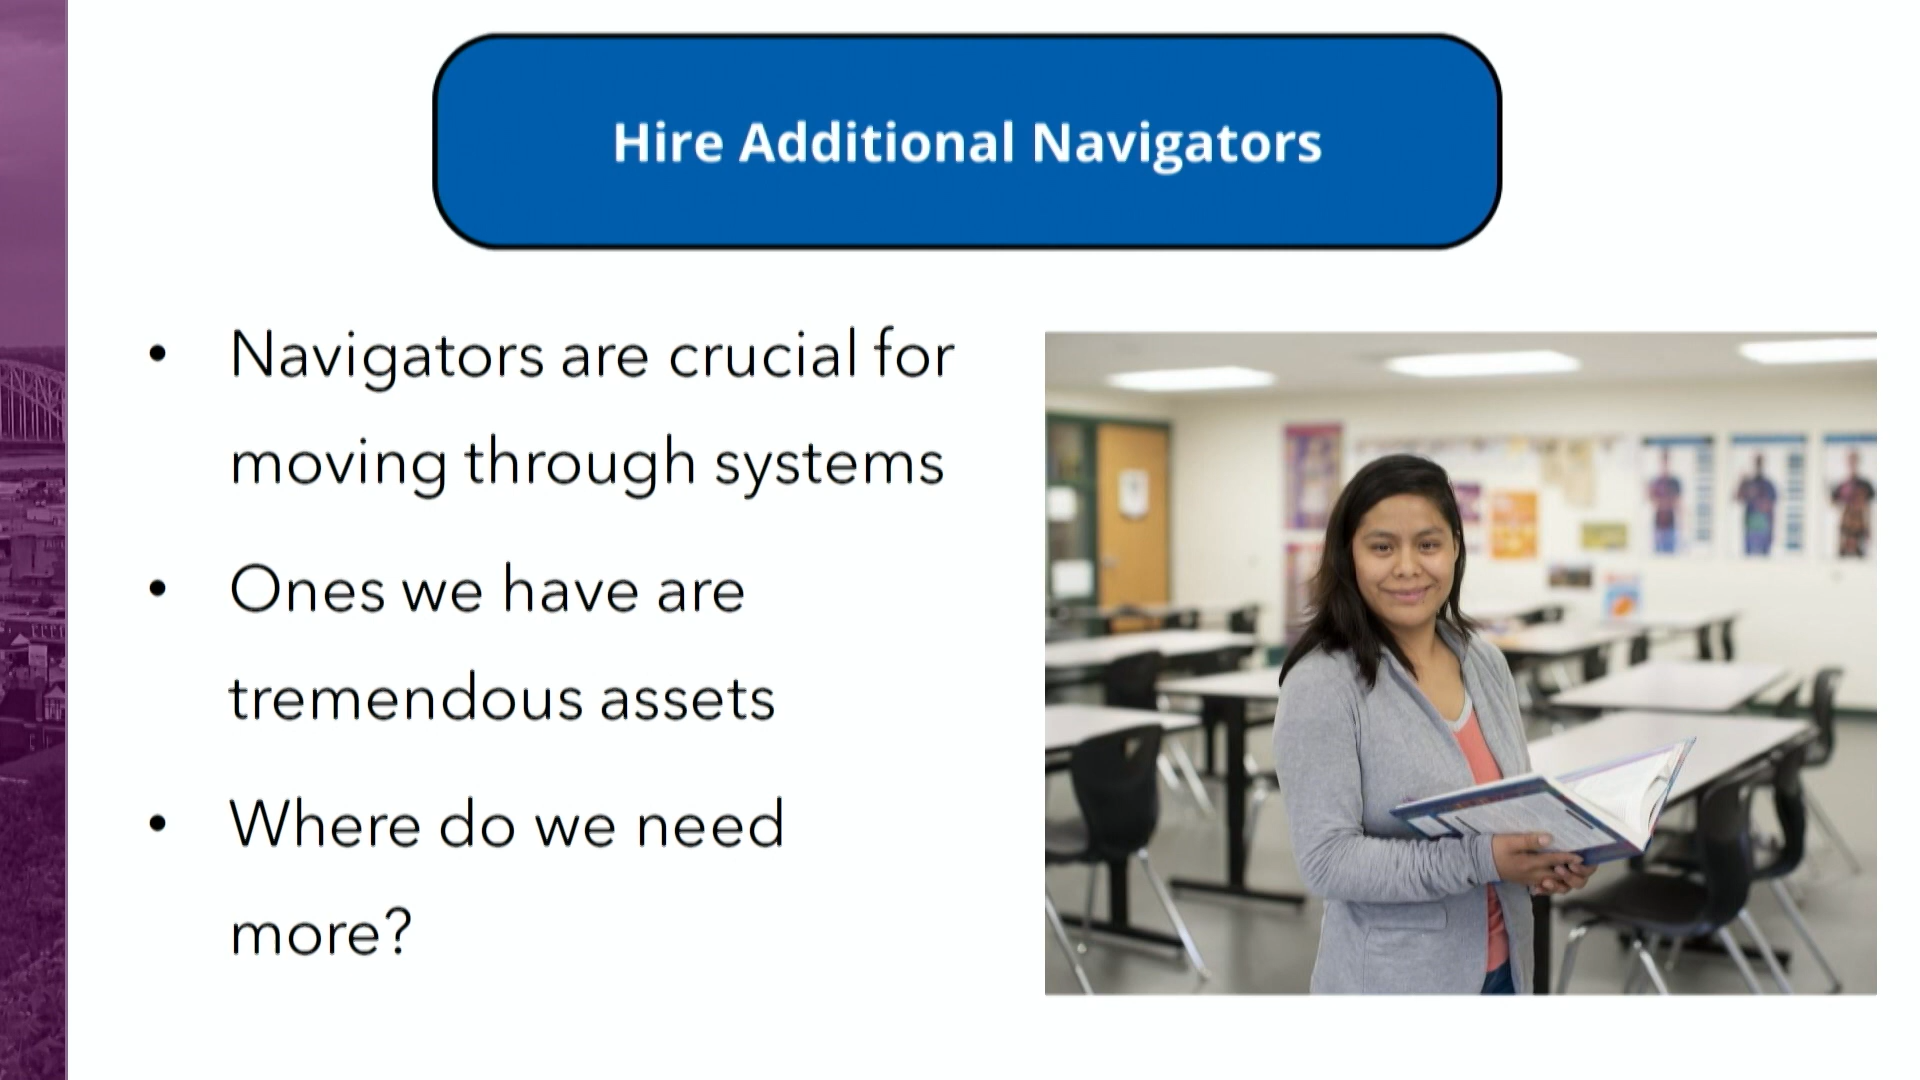 Hire Additional Navigators
• Navigators are crucial for
moving through systems
• Ones we have are
tremendous assets
• Where do we need
more?